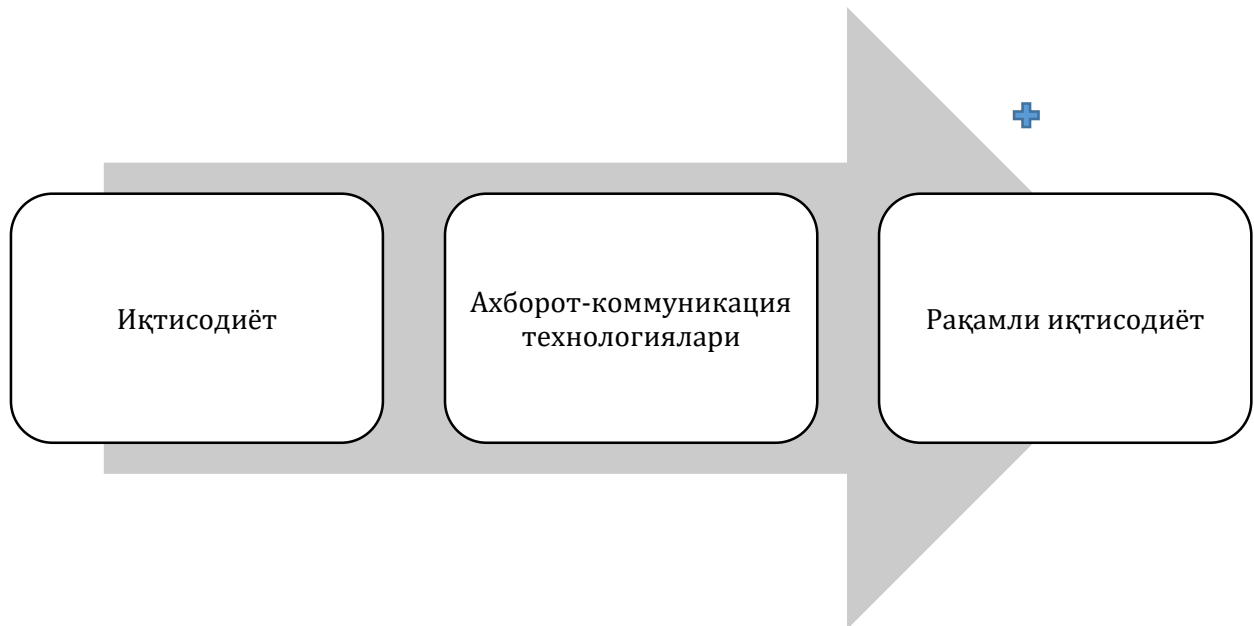 Иқтисодиёт
Ахборот-коммуникация
технологиялари
Рақамли иқтисодиёт